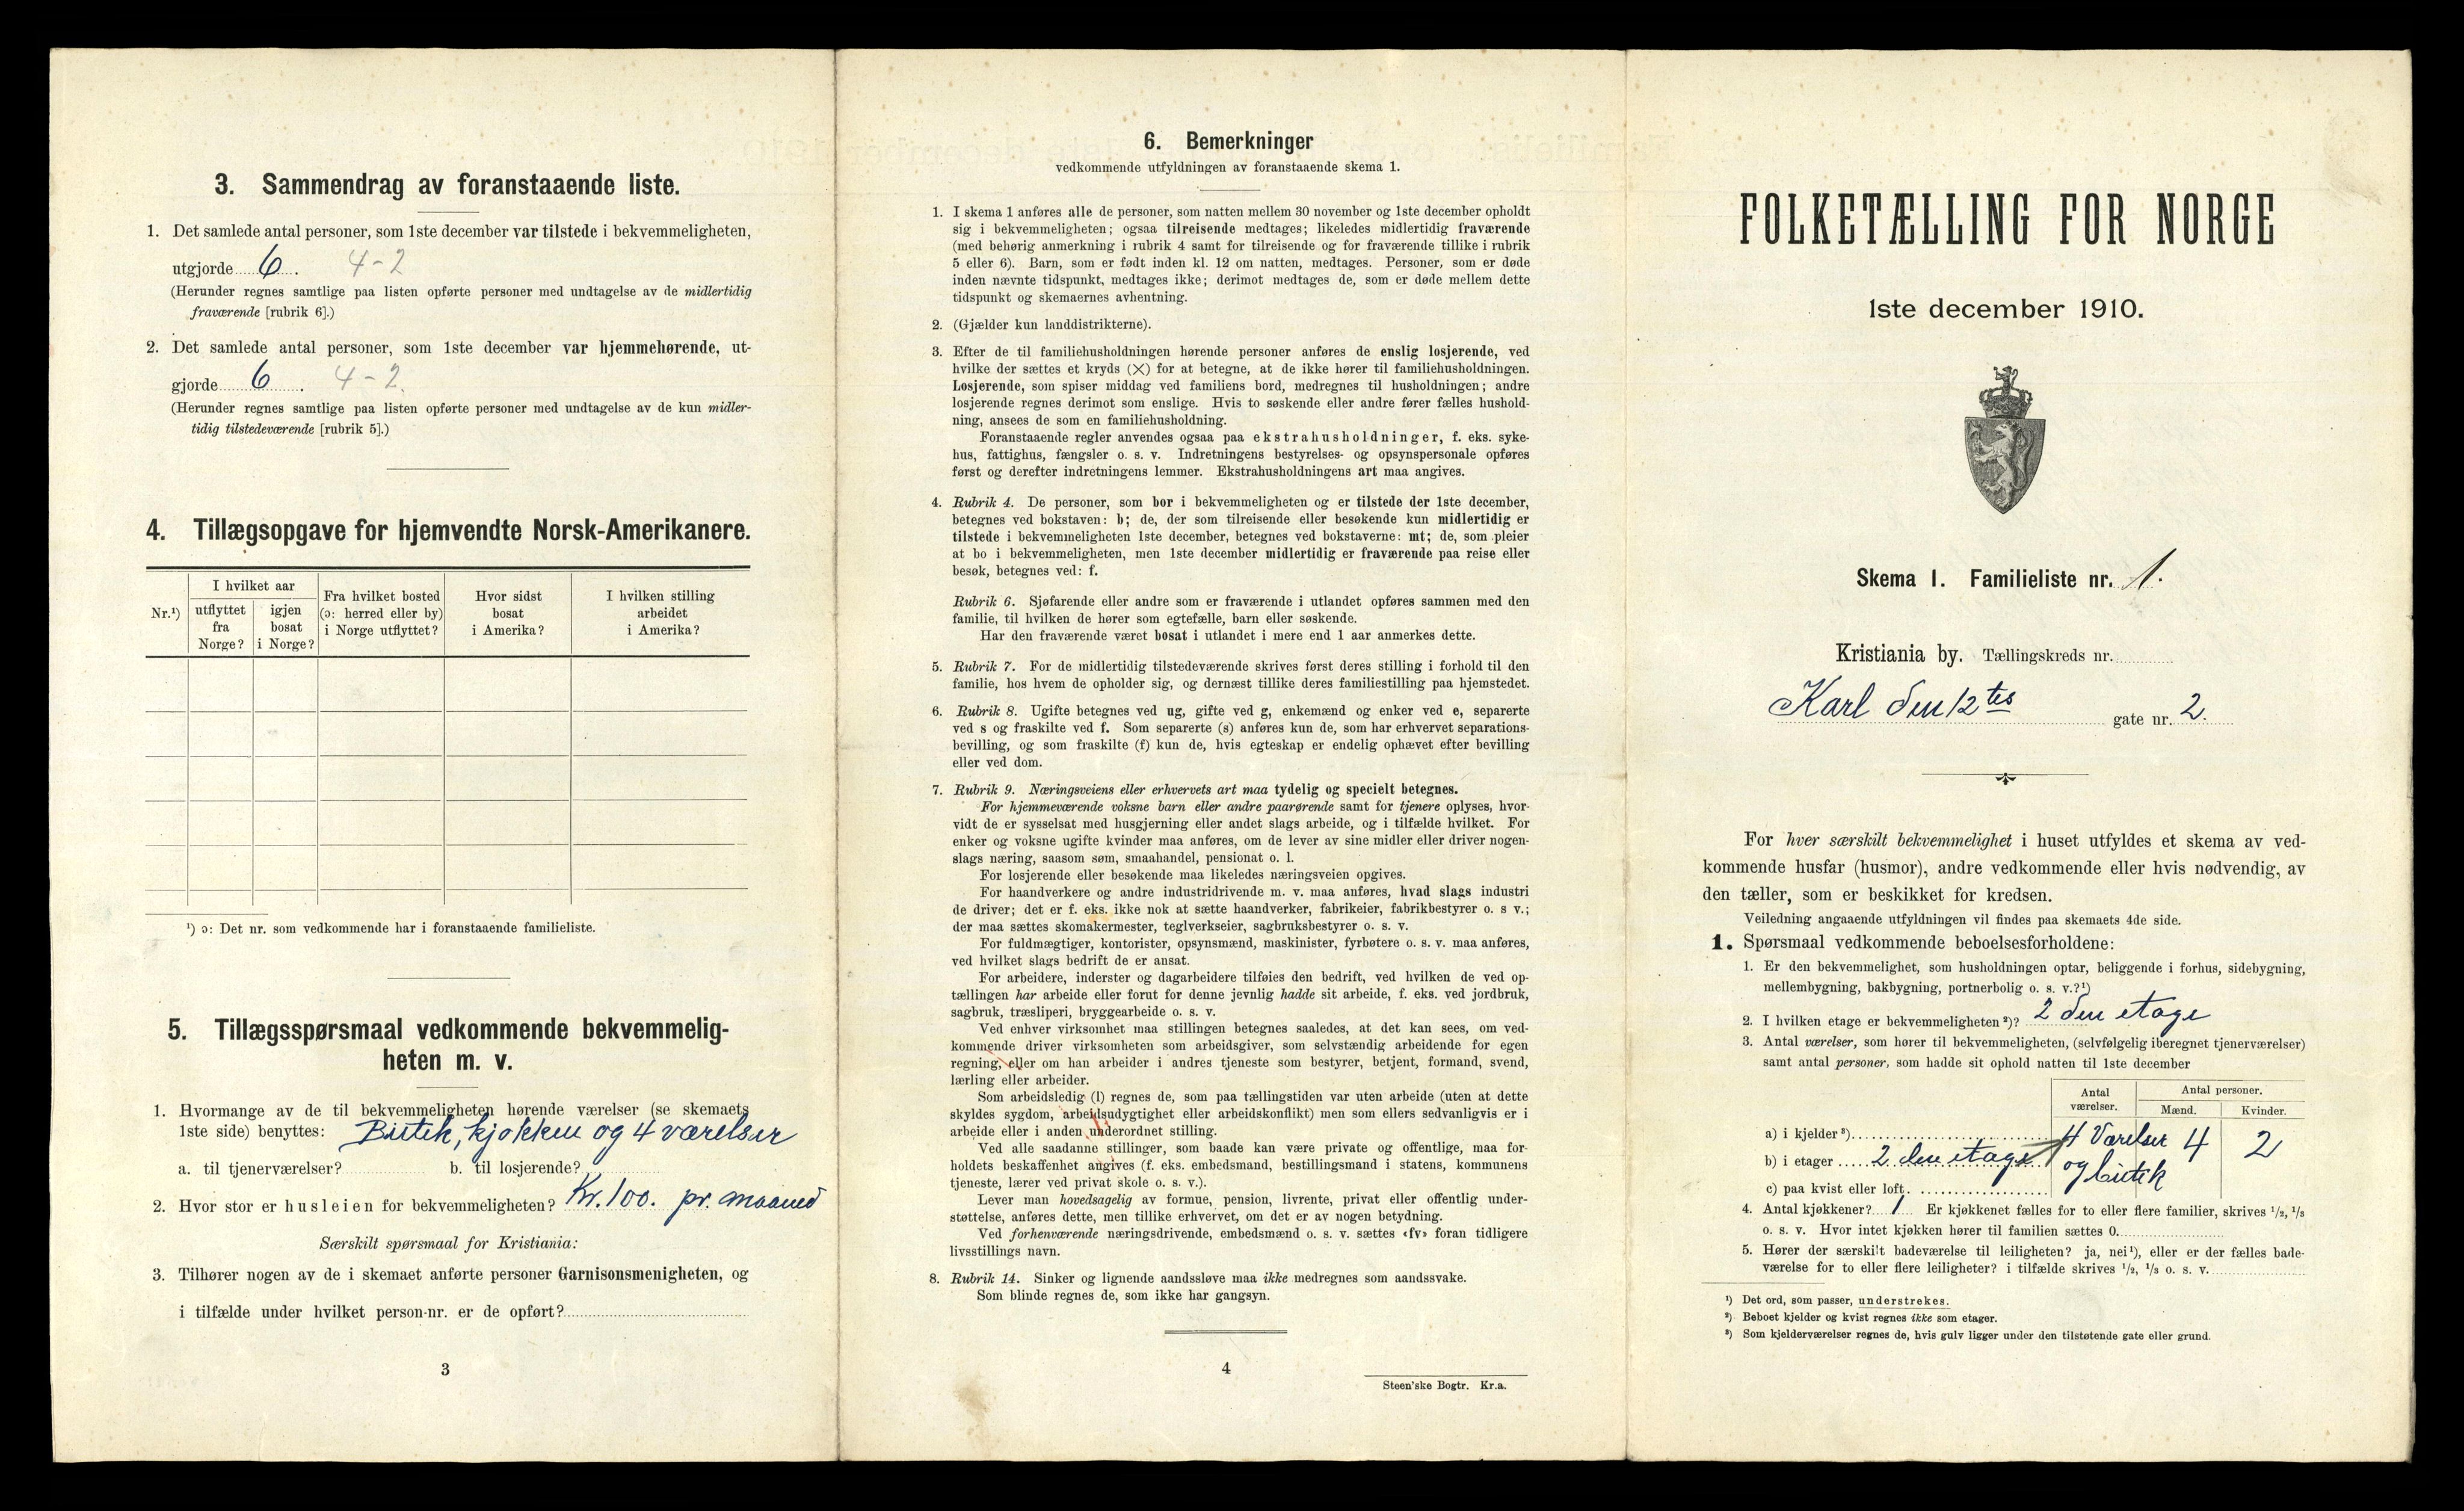 3. Sammendrag av foranstaaende liste.
1. Det samlede antal personer, som 1ste december var tilstede i bekvemmeligheten,
utgjorde 6. 4-2
(Herunder regnes samtlige paa listen opførte personer med undtagelse av de midlertidig
fraværende [rubrik 6].)
2. Det samlede antal personer, som 1ste december var hjemmehørende, ut-
gjorde 6. 4-2.
(Herunder regnes samtlige paa listen opførte personer med undtagelse av de kun midler-
tidig tilstedeværende [rubrik 5].)
4. Tillægsopgave for hjemvendte Norsk-Amerikanere.
Nr.¹)
I hvilket aar
utflyttet fra Norge?
igjen bosat i Norge?
Fra hvilket bosted (ɔ: herred eller by) i Norge utflyttet?
Hvor sidst bosat i Amerika?
I hvilken stilling arbeidet i Amerika?
¹) ɔ: Det nr. som vedkommende har i foranstaaende familieliste.
5. Tillægsspørsmaal vedkommende bekvemmelig-
heten m. v.
1. Hvormange av de til bekvemmeligheten hørende værelser (se skemaets
1ste side) benyttes: Butik, kjøkken og 4 værelser
a. til tjenerværelser? b. til losjerende?
2. Hvor stor er husleien for bekvemmeligheten? Kr. 100. pr. maaned
Særskilt spørsmaal for Kristiania:
3. Tilhører nogen av de i skemaet anførte personer Garnisonsmenigheten, og
i tilfælde under hvilket person-nr. er de opført?
3
6. Bemerkninger
vedkommende utfyldningen av foranstaaende skema 1.
1. I skema 1 anføres alle de personer, som natten mellem 30 november og 1ste december opholdt
sig i bekvemmeligheten; ogsaa tilreisende medtages; likeledes midlertidig fraværende
(med behørig anmerkning i rubrik 4 samt for tilreisende og for fraværende tillike i rubrik
5 eller 6). Barn, som er født inden kl. 12 om natten, medtages. Personer, som er døde
inden nævnte tidspunkt, medtages ikke; derimot medtages de, som er døde mellem dette
tidspunkt og skemaernes avhentning.
2. (Gjælder kun landdistrikterne).
3. Efter de til familiehusholdningen hørende personer anføres de enslig losjerende, ved
hvilke der sættes et kryds (×) for at betegne, at de ikke hører til familiehusholdningen.
Losjerende, som spiser middag ved familiens bord, medregnes til husholdningen; andre
losjerende regnes derimot som enslige. Hvis to søskende eller andre fører fælles hushold-
ning, ansees de som en familiehusholdning.
Foranstaaende regler anvendes ogsaa paa ekstrahusholdninger, f. eks. syke-
hus, fattighus, fængsler o. s. v. Indretningens bestyrelses- og opsynspersonale opføres
først og derefter indretningens lemmer. Ekstrahusholdningens art maa angives.
4. Rubrik 4. De personer, som bor i bekvemmeligheten og er tilstede der 1ste december,
betegnes ved bokstaven: b; de, der som tilreisende eller besøkende kun midlertidig er
tilstede i bekvemmeligheten 1ste december, betegnes ved bokstaverne: mt; de, som pleier
at bo i bekvemmeligheten, men 1ste december midlertidig er fraværende paa reise eller
besøk, betegnes ved: f.
Rubrik 6. Sjøfarende eller andre som er fraværende i utlandet opføres sammen med den
familie, til hvilken de hører som egtefælle, barn eller søskende.
Har den fraværende været bosat i utlandet i mere end 1 aar anmerkes dette.
5. Rubrik 7. For de midlertidig tilstedeværende skrives først deres stilling i forhold til den
familie, hos hvem de opholder sig, og dernæst tillike deres familiestilling paa hjemstedet.
6. Rubrik 8. Ugifte betegnes ved ug, gifte ved g, enkemænd og enker ved e, separerte
ved s og fraskilte ved f. Som separerte (s) anføres kun de, som har erhvervet separations-
bevilling, og som fraskilte (f) kun de, hvis egteskap er endelig ophævet efter bevilling
eller ved dom.
7. Rubrik 9. Næringsveiens eller erhvervets art maa tydelig og specielt betegnes.
For hjemmeværende voksne barn eller andre paarørende samt for tjenere oplyses, hvor-
vidt de er sysselsat med husgjerning eller andet slags arbeide, og i tilfælde hvilket. For
enker og voksne ugifte kvinder maa anføres, om de lever av sine midler eller driver nogen-
slags næring, saasom søm, smaahandel, pensionat o. l.
For losjerende eller besøkende maa likeledes næringsveien opgives.
For haandverkere og andre industridrivende m. v. maa anføres, hvad slags industri
de driver; det er f. eks. ikke nok at sætte haandverker, fabrikeier, fabrikbestyrer o. s v.;
der maa sættes skomakermester, teglverkseier, sagbruksbestyrer o. s. v.
For fuldmægtiger, kontorister, opsynsmænd, maskinister, fyrbøtere o. s. v. maa anføres,
ved hvilket slags bedrift de er ansat.
For arbeidere, inderster og dagarbeidere tilføies den bedrift, ved hvilken de ved op-
tællingen har arbeide eller forut for denne jevnlig hadde sit arbeide, f. eks. ved jordbruk,
sagbruk, træsliperi, bryggearbeide o. s. v.
Ved enhver virksomhet maa stillingen betegnes saaledes, at det kan sees, om ved-
kommende driver virksomheten som arbeidsgiver, som selvstændig arbeidende for egen
regning, eller om han arbeider i andres tjeneste som bestyrer, betjent, formand, svend,
lærling eller arbeider.
Som arbeidsledig (l) regnes de, som paa tællingstiden var uten arbeide (uten at dette
skyldes sygdom, arbeidsudygtighet eller arbeidskonflikt) men som ellers sedvanligvis er i
arbeide eller i anden underordnet stilling.
Ved alle saadanne stillinger, som baade kan være private og offentlige, maa for-
holdets beskaffenhet angives (f. eks. embedsmand, bestillingsmand i statens, kommunens
tjeneste, lærer ved privat skole o. s. v.).
Lever man hovedsagelig av formue, pension, livrente, privat eller offentlig under-
støttelse, anføres dette, men tillike erhvervet, om det er av nogen betydning.
Ved forhenværende næringsdrivende, embedsmænd o. s. v. sættes «fv» foran tidligere
livsstillings navn.
8. Rubrik 14. Sinker og lignende aandssløve maa ikke medregnes som aandssvake.
Som blinde regnes de, som ikke har gangsyn.
4
Steen'ske Bogtr. Kr.a.
FOLKETÆLLING FOR NORGE
1ste december 1910.
Skema 1. Familieliste nr. 1.
Kristiania by. Tællingskreds nr.
Karl den 12tes gate nr. 2.
For hver særskilt bekvemmelighet i huset utfyldes et skema av ved-
kommende husfar (husmor), andre vedkommende eller hvis nødvendig, av
den tæller, som er beskikket for kredsen.
Veiledning angaaende utfyldningen vil findes paa skemaets 4de side.
1. Spørsmaal vedkommende beboelsesforholdene:
1. Er den bekvemmelighet, som husholdningen optar, beliggende i forhus, sidebygning,
mellembygning, bakbygning, portnerbolig o. s. v.?¹)
2. I hvilken etage er bekvemmeligheten²)? 2 den etage
3. Antal værelser, som hører til bekvemmeligheten, (selvfølgelig iberegnet tjenerværelser)
samt antal personer, som hadde sit ophold natten til 1ste december
Antal værelser.
Antal personer.
Mænd. Kvinder.
a) i kjelder³) 4 Værelser 4 2
b) i etager 2 den etage og butik
c) paa kvist eller loft.
4. Antal kjøkkener? 1 Er kjøkkenet fælles for to eller flere familier, skrives ¹/₂, ¹/₃
o. s. v. Hvor intet kjøkken hører til familien sættes 0.
5. Hører der særskilt badeværelse til leiligheten? ja, nei¹), eller er der fælles bade-
værelse for to eller flere leiligheter? i tilfælde skrives ¹/₂, ¹/₃ o. s. v.
¹) Det ord, som passer, understrekes.
²) Beboet kjelder og kvist regnes ikke som etager.
³) Som kjelderværelser regnes de, hvis gulv ligger under den tilstøtende gate eller grund.